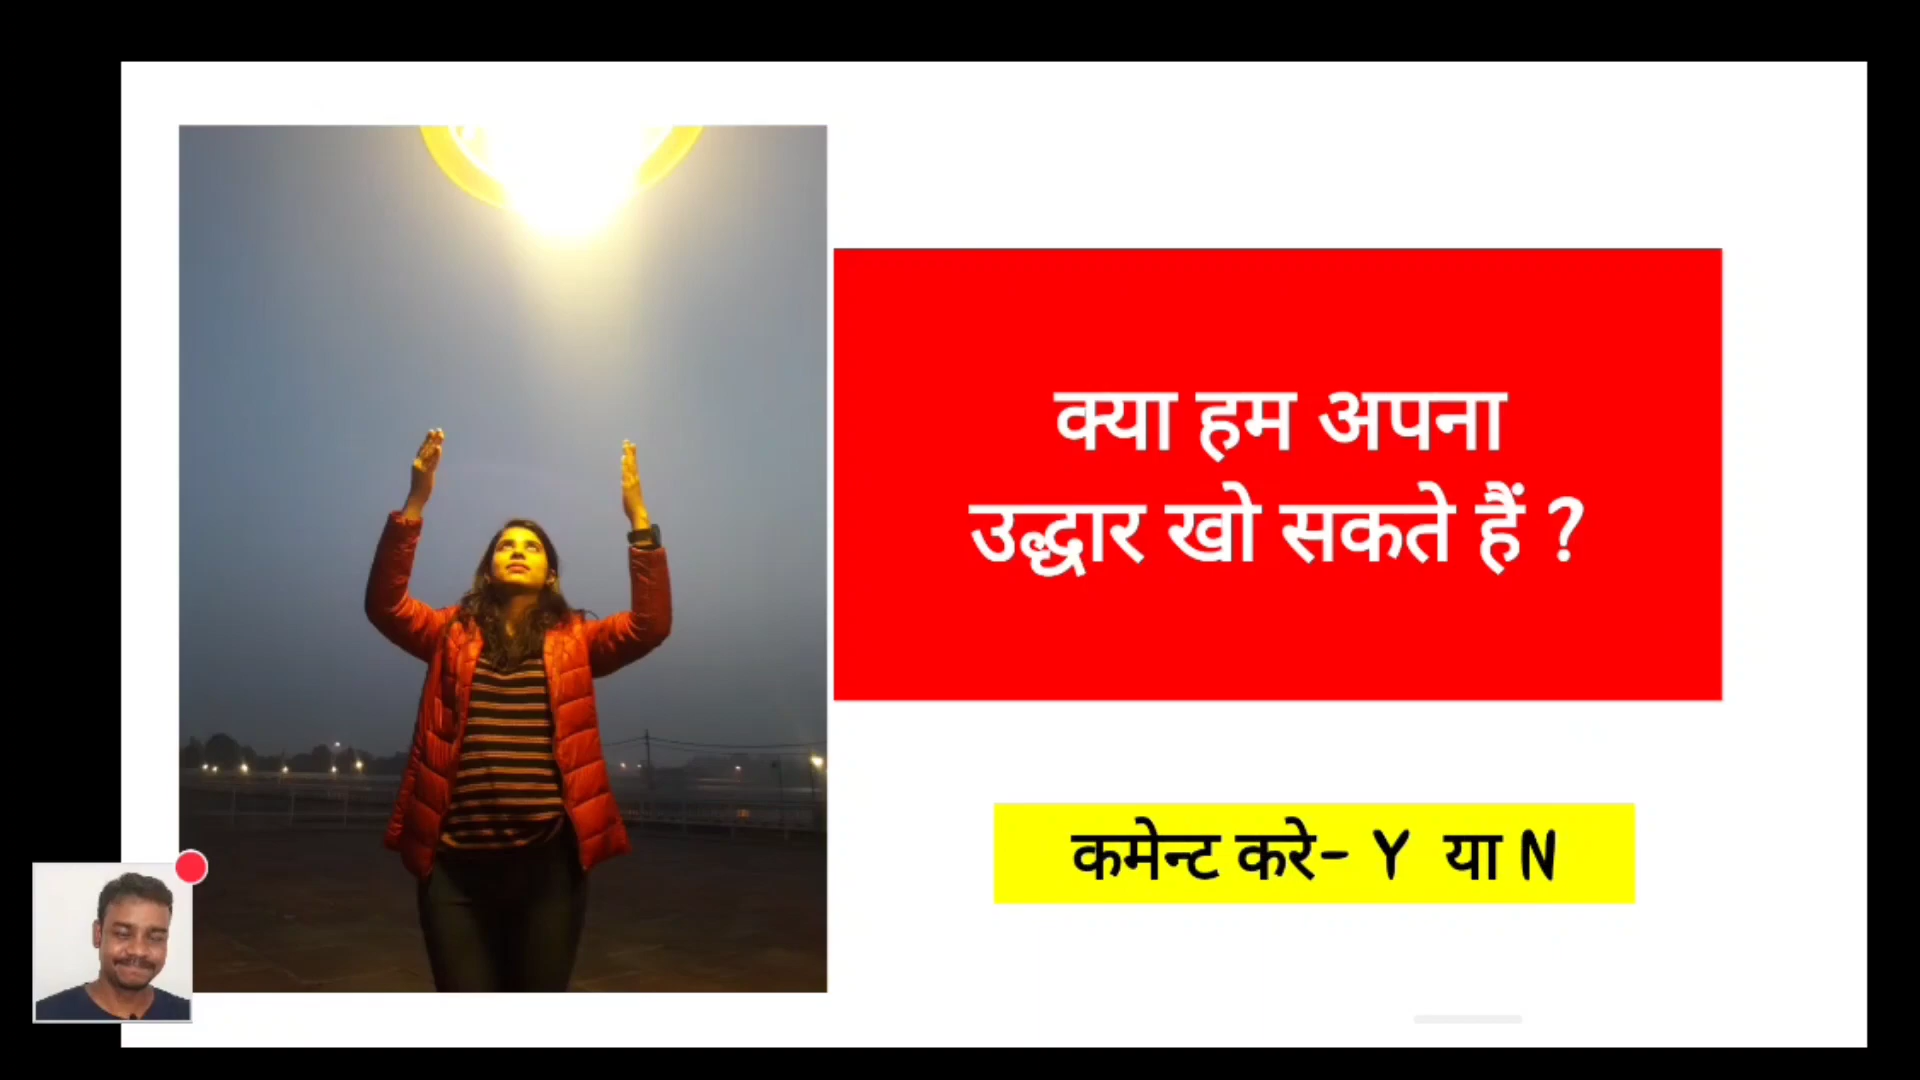 क्या हम अपना
उद्धार खो सकते हैं ?
कमेन्ट करे- Y या N